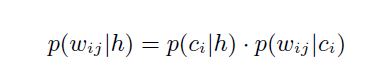 p(w_{ij}|h) = p(c_i|h) · p(w_{ij}|c_i)